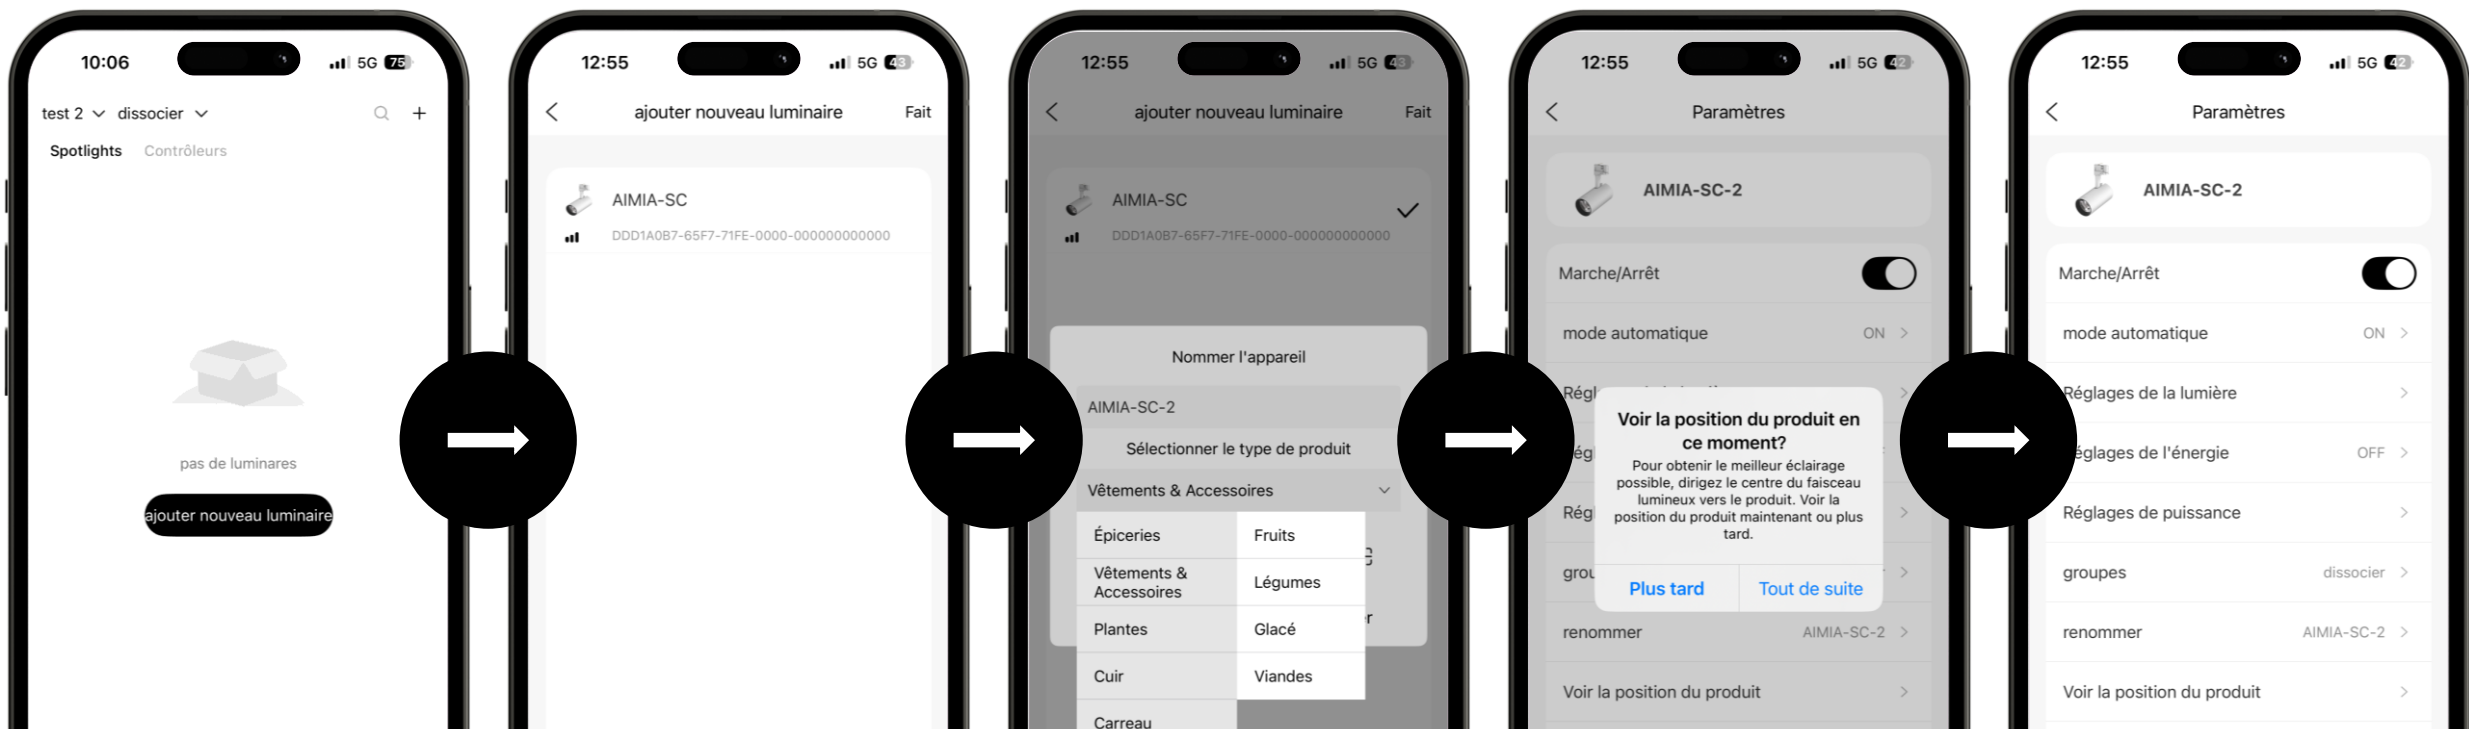 10:06
5G 75
test 2 dissocier
+
Spotlights Contrôleurs
pas de luminares
ajouter nouveau luminaire
12:55
5G 43
ajouter nouveau luminaire Fait
AIMIA-SC
DDD1A0B7-65F7-71FE-0000-000000000000
12:55
5G 43
ajouter nouveau luminaire Fait
AIMIA-SC
DDD1A0B7-65F7-71FE-0000-000000000000
Nommer l'appareil
AIMIA-SC-2
Sélectionner le type de produit
Vêtements & Accessoires
Épiceries
Vêtements &
Accessoires
Plantes
Cuir
Carreau
Fruits
Légumes
Glacé
Viandes
12:55
5G 42
Paramètres
AIMIA-SC-2
Marche/Arrêt
mode automatique ON
Voir la position du produit en
ce moment?
Pour obtenir le meilleur éclairage
possible, dirigez le centre du faisceau
lumineux vers le produit. Voir la
position du produit maintenant ou plus
tard.
Plus tard Tout de suite
renommer AIMIA-SC-2
Voir la position du produit
12:55
5G 42
Paramètres
AIMIA-SC-2
Marche/Arrêt
mode automatique ON
Réglages de la lumière
églages de l'énergie OFF
Réglages de puissance
groupes dissocier
renommer AIMIA-SC-2
Voir la position du produit